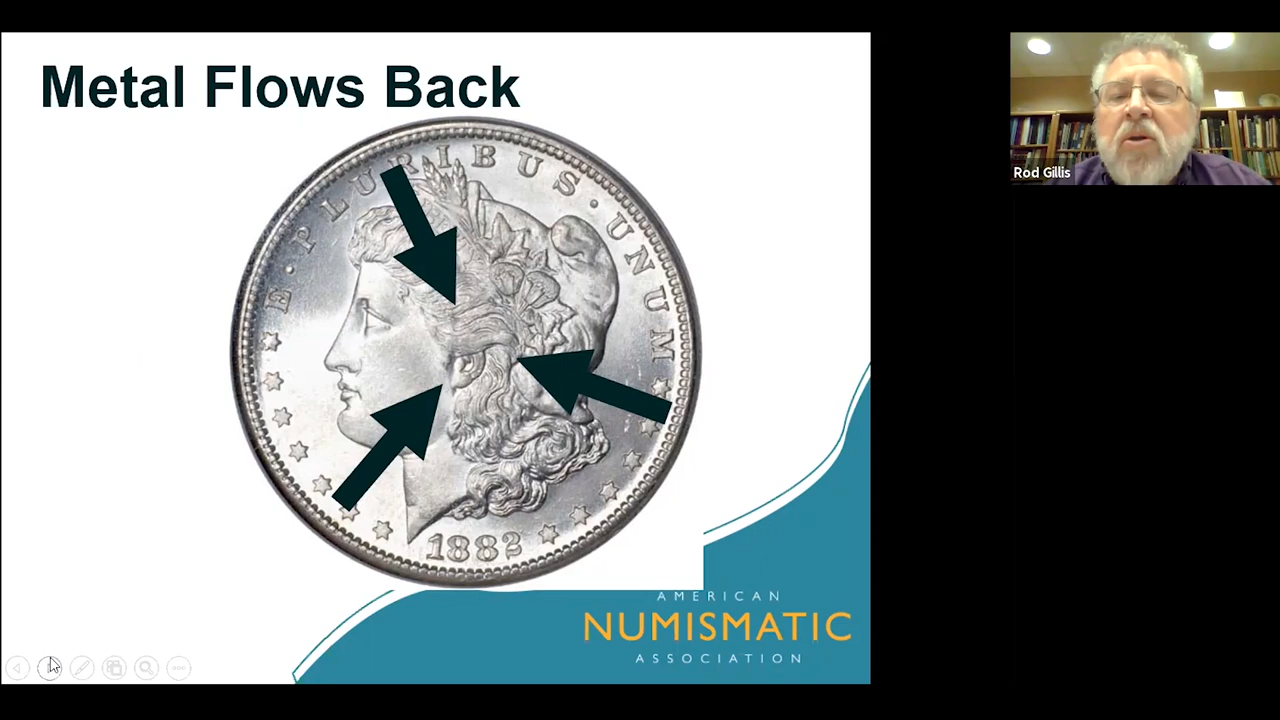 Metal Flows Back
E · PLURIBUS · UNUM
1882
AMERICAN
NUMISMATIC
ASSOCIATION
Rod Gillis